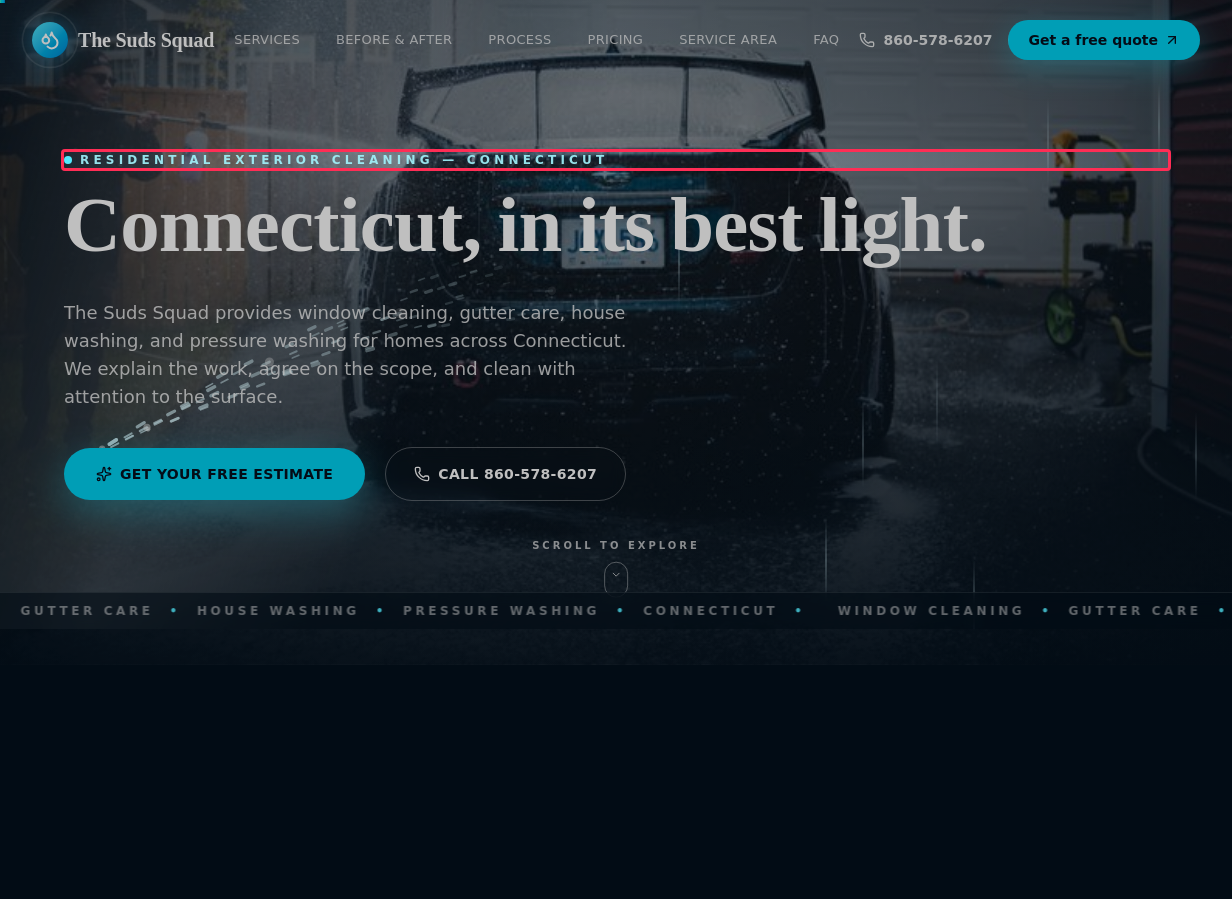 The Suds Squad
SERVICES
BEFORE & AFTER
PROCESS
PRICING
SERVICE AREA
FAQ
860-578-6207
Get a free quote
RESIDENTIAL EXTERIOR CLEANING — CONNECTICUT
Connecticut, in its best light.
The Suds Squad provides window cleaning, gutter care, house
washing, and pressure washing for homes across Connecticut.
We explain the work, agree on the scope, and clean with
attention to the surface.
GET YOUR FREE ESTIMATE
CALL 860-578-6207
SCROLL TO EXPLORE
GUTTER CARE • HOUSE WASHING • PRESSURE WASHING • CONNECTICUT • WINDOW CLEANING • GUTTER CARE •